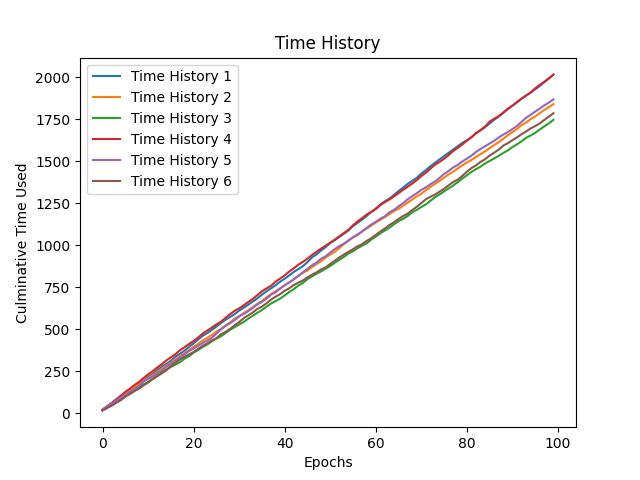 Time History
Culminative Time Used
2000
1750
1500
1250
1000
750
500
250
0
Time History 1
Time History 2
Time History 3
Time History 4
Time History 5
Time History 6
0 20 40 60 80 100
Epochs